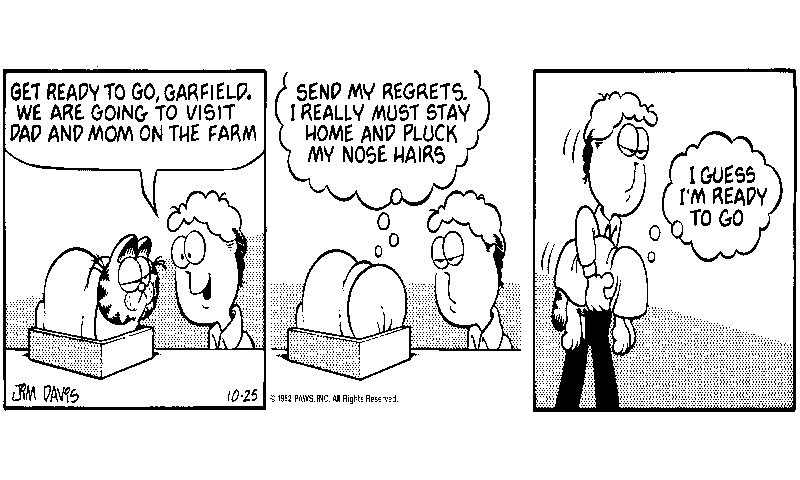 GET READY TO GO, GARFIELD.
WE ARE GOING TO VISIT
DAD AND MOM ON THE FARM
JIM DAVIS
10-25
SEND MY REGRETS.
I REALLY MUST STAY
HOME AND PLUCK
MY NOSE HAIRS
© 1982 PAWS, INC. All Rights Reserved.
I GUESS
I'M READY
TO GO